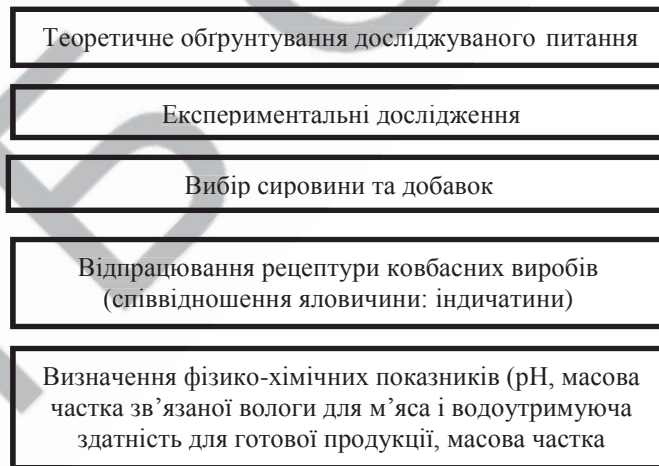 Теоретичне обґрунтування досліджуваного питання
Експериментальні дослідження
Вибір сировини та добавок
Відпрацювання рецептури ковбасних виробів
(співвідношення яловичини: індичатини)
Визначення фізико-хімічних показників (рН, масова
частка зв’язаної вологи для м’яса і водоутримуюча
здатність для готової продукції, масова частка